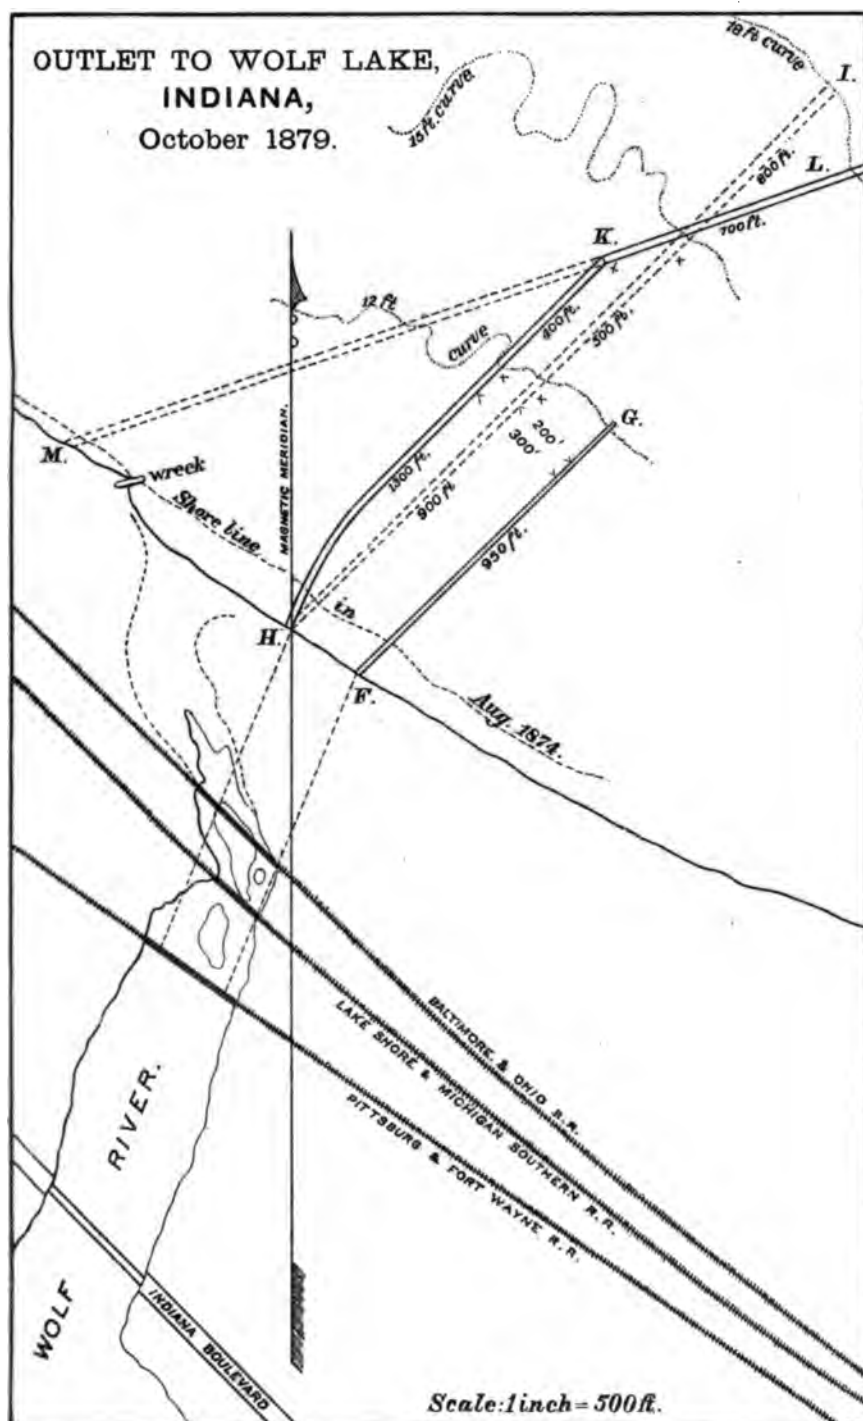 OUTLET TO WOLF LAKE,
INDIANA,
October 1879.
18 ft curve
I.
15 ft. curve
800 ft.
L.
700 ft.
K.
12 ft
curve
400 ft.
500 ft.
G.
M.
wreck
Shore line
MAGNETIC MERIDIAN.
1300 ft.
200'
300'
900 ft
950 ft.
in
H.
F.
Aug. 1874.
BALTIMORE & OHIO R.R.
LAKE SHORE & MICHIGAN SOUTHERN R.R.
PITTSBURG & FORT WAYNE R.R.
RIVER.
WOLF
INDIANA BOULEVARD
Scale: 1 inch = 500 ft.